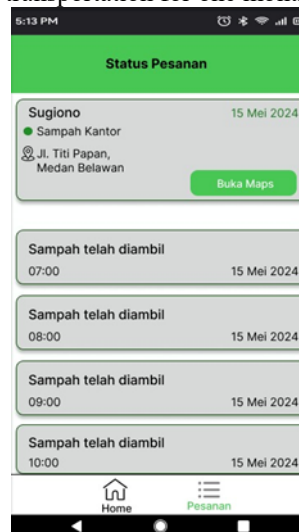 5:13 PM
Status Pesanan
Sugiono 15 Mei 2024
Sampah Kantor
Jl. Titi Papan,
Medan Belawan
Buka Maps
Sampah telah diambil
07:00 15 Mei 2024
Sampah telah diambil
08:00 15 Mei 2024
Sampah telah diambil
09:00 15 Mei 2024
Sampah telah diambil
10:00 15 Mei 2024
Home Pesanan